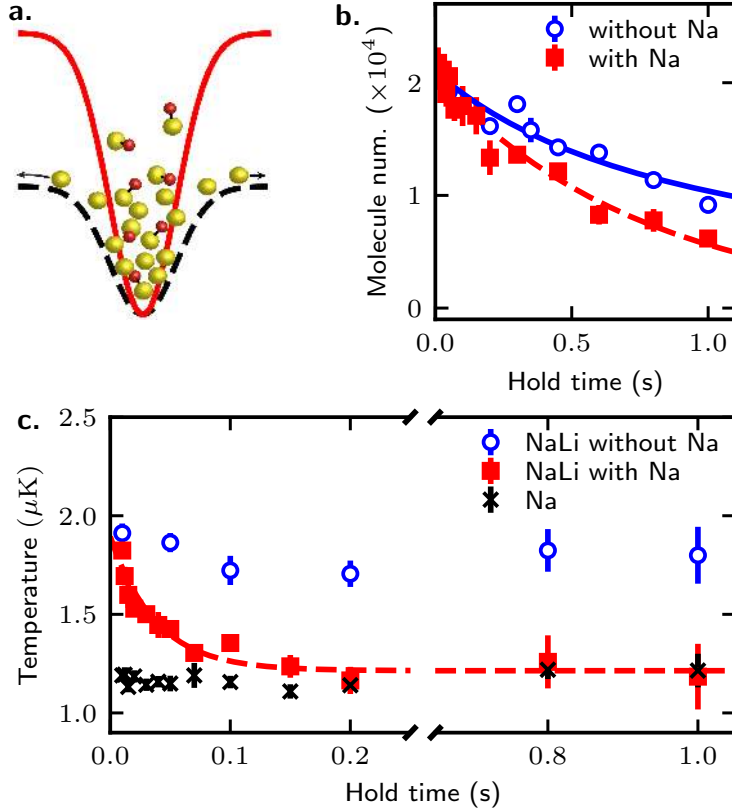 a.
b.
Molecule num. (×10⁴)
2
1
0
without Na
with Na
0.0
0.5
1.0
Hold time (s)
c.
Temperature (μK)
2.5
2.0
1.5
1.0
NaLi without Na
NaLi with Na
Na
0.0
0.1
0.2
0.8
1.0
Hold time (s)